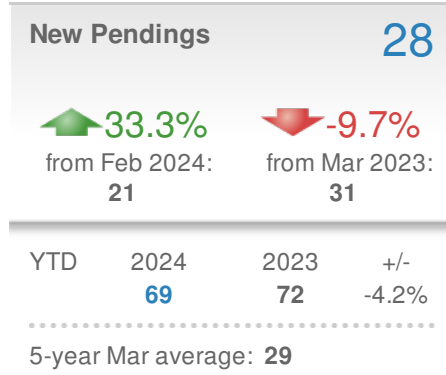 New Pendings 28
33.3% -9.7%
from Feb 2024: from Mar 2023:
21 31
YTD 2024 2023 +/-
69 72 -4.2%
5-year Mar average: 29